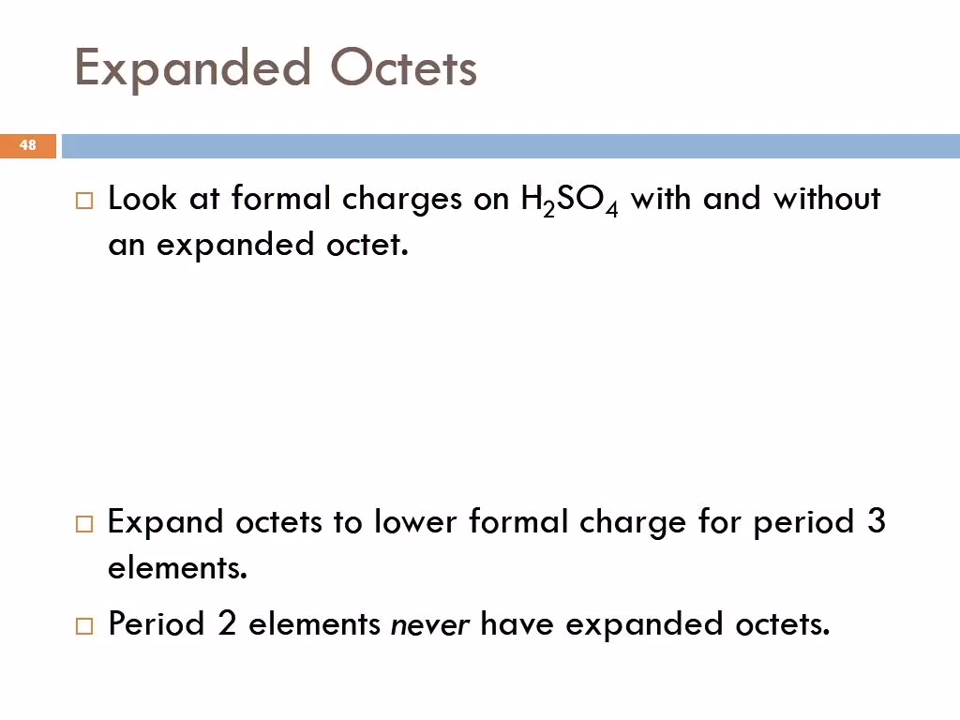 Expanded Octets
48
Look at formal charges on H₂SO₄ with and without
an expanded octet.
Expand octets to lower formal charge for period 3
elements.
Period 2 elements never have expanded octets.